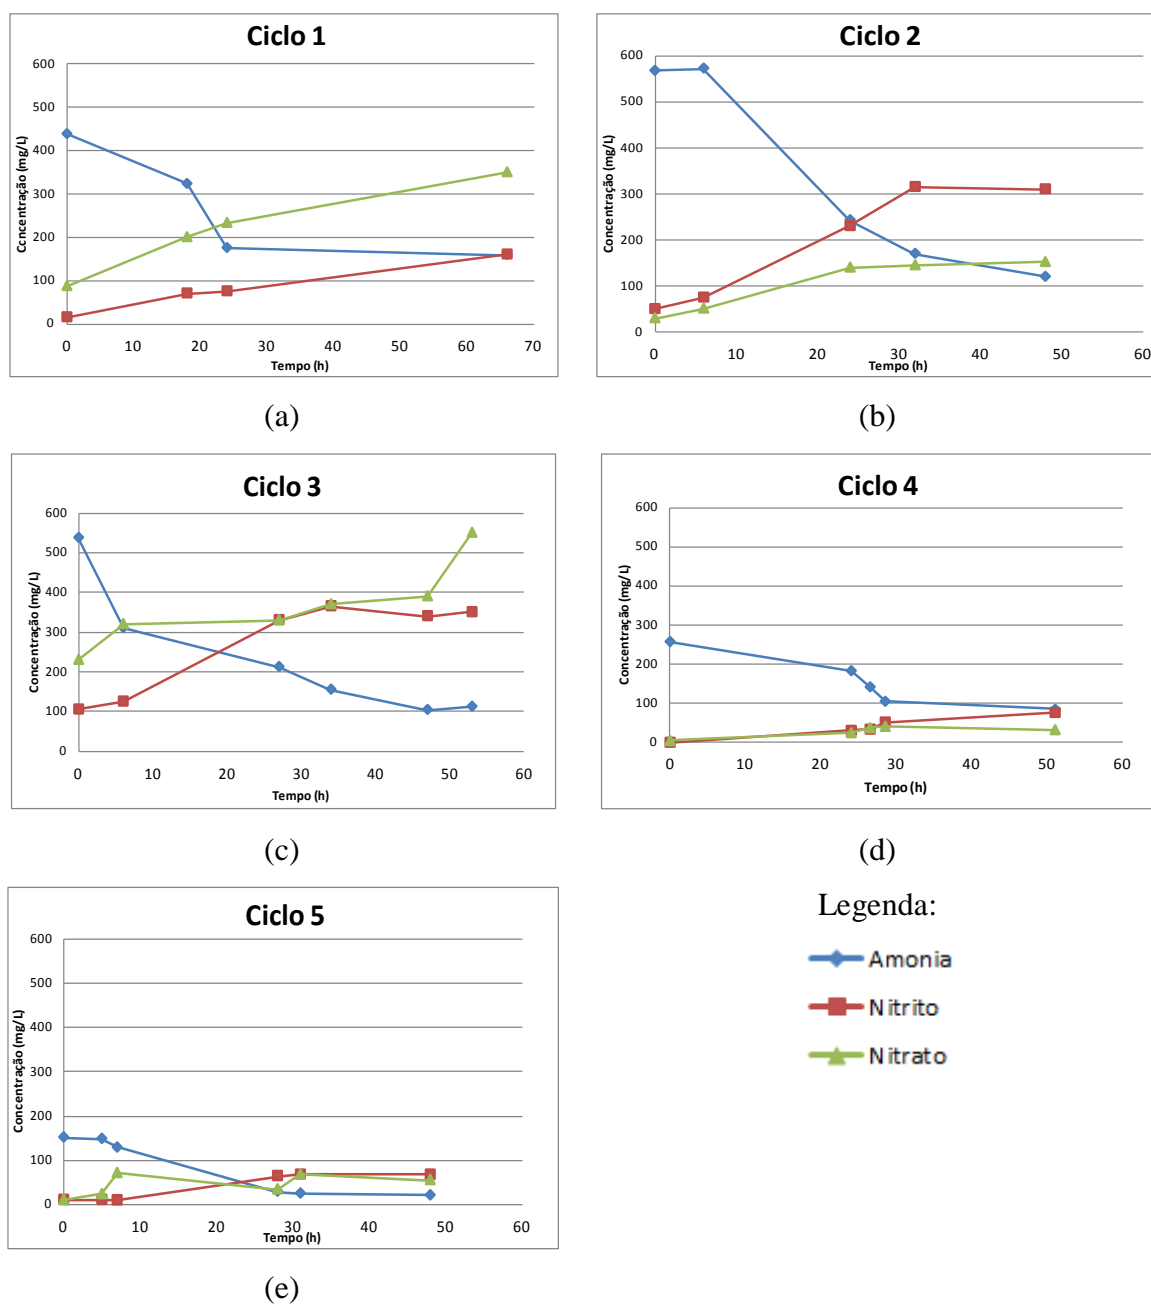 Ciclo 1
600
500
400
300
200
100
0
0 10 20 30 40 50 60 70
Ccncentração (mg/L)
Tempo (h)
(a)
Ciclo 2
600
500
400
300
200
100
0
0 10 20 30 40 50 60
Concentração (mg/L)
Tempo (h)
(b)
Ciclo 3
600
500
400
300
200
100
0
0 10 20 30 40 50 60
Concentração (mg/L)
Tempo (h)
(c)
Ciclo 4
600
500
400
300
200
100
0
0 10 20 30 40 50 60
Concentração (mg/L)
Tempo (h)
(d)
Ciclo 5
600
500
400
300
200
100
0
0 10 20 30 40 50 60
Concentração (mg/L)
Tempo (h)
(e)
Legenda:
Amonia
Nitrito
Nitrato